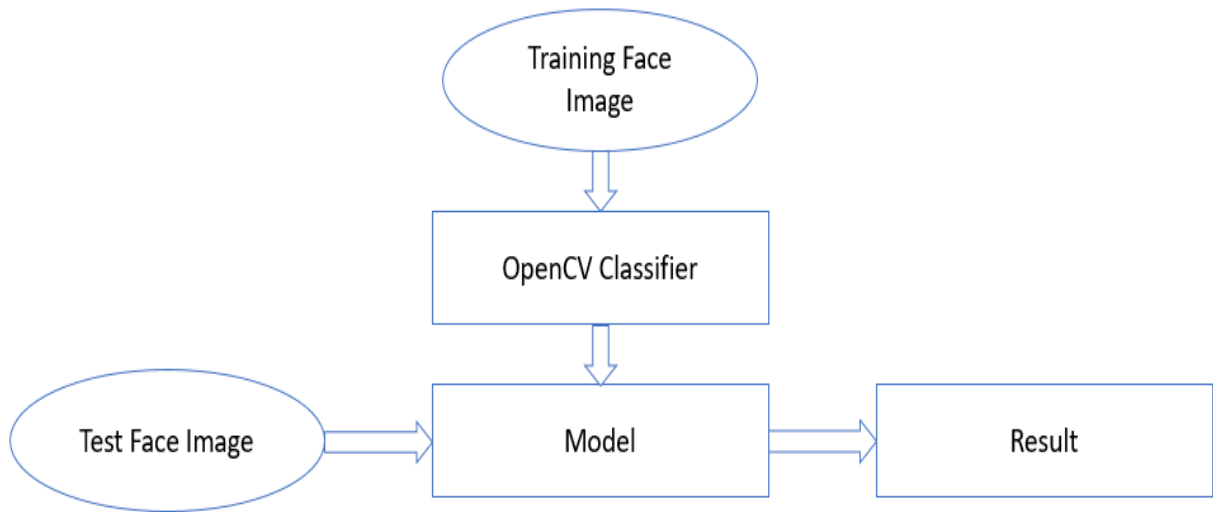 Training Face
Image
OpenCV Classifier
Test Face Image
Model
Result